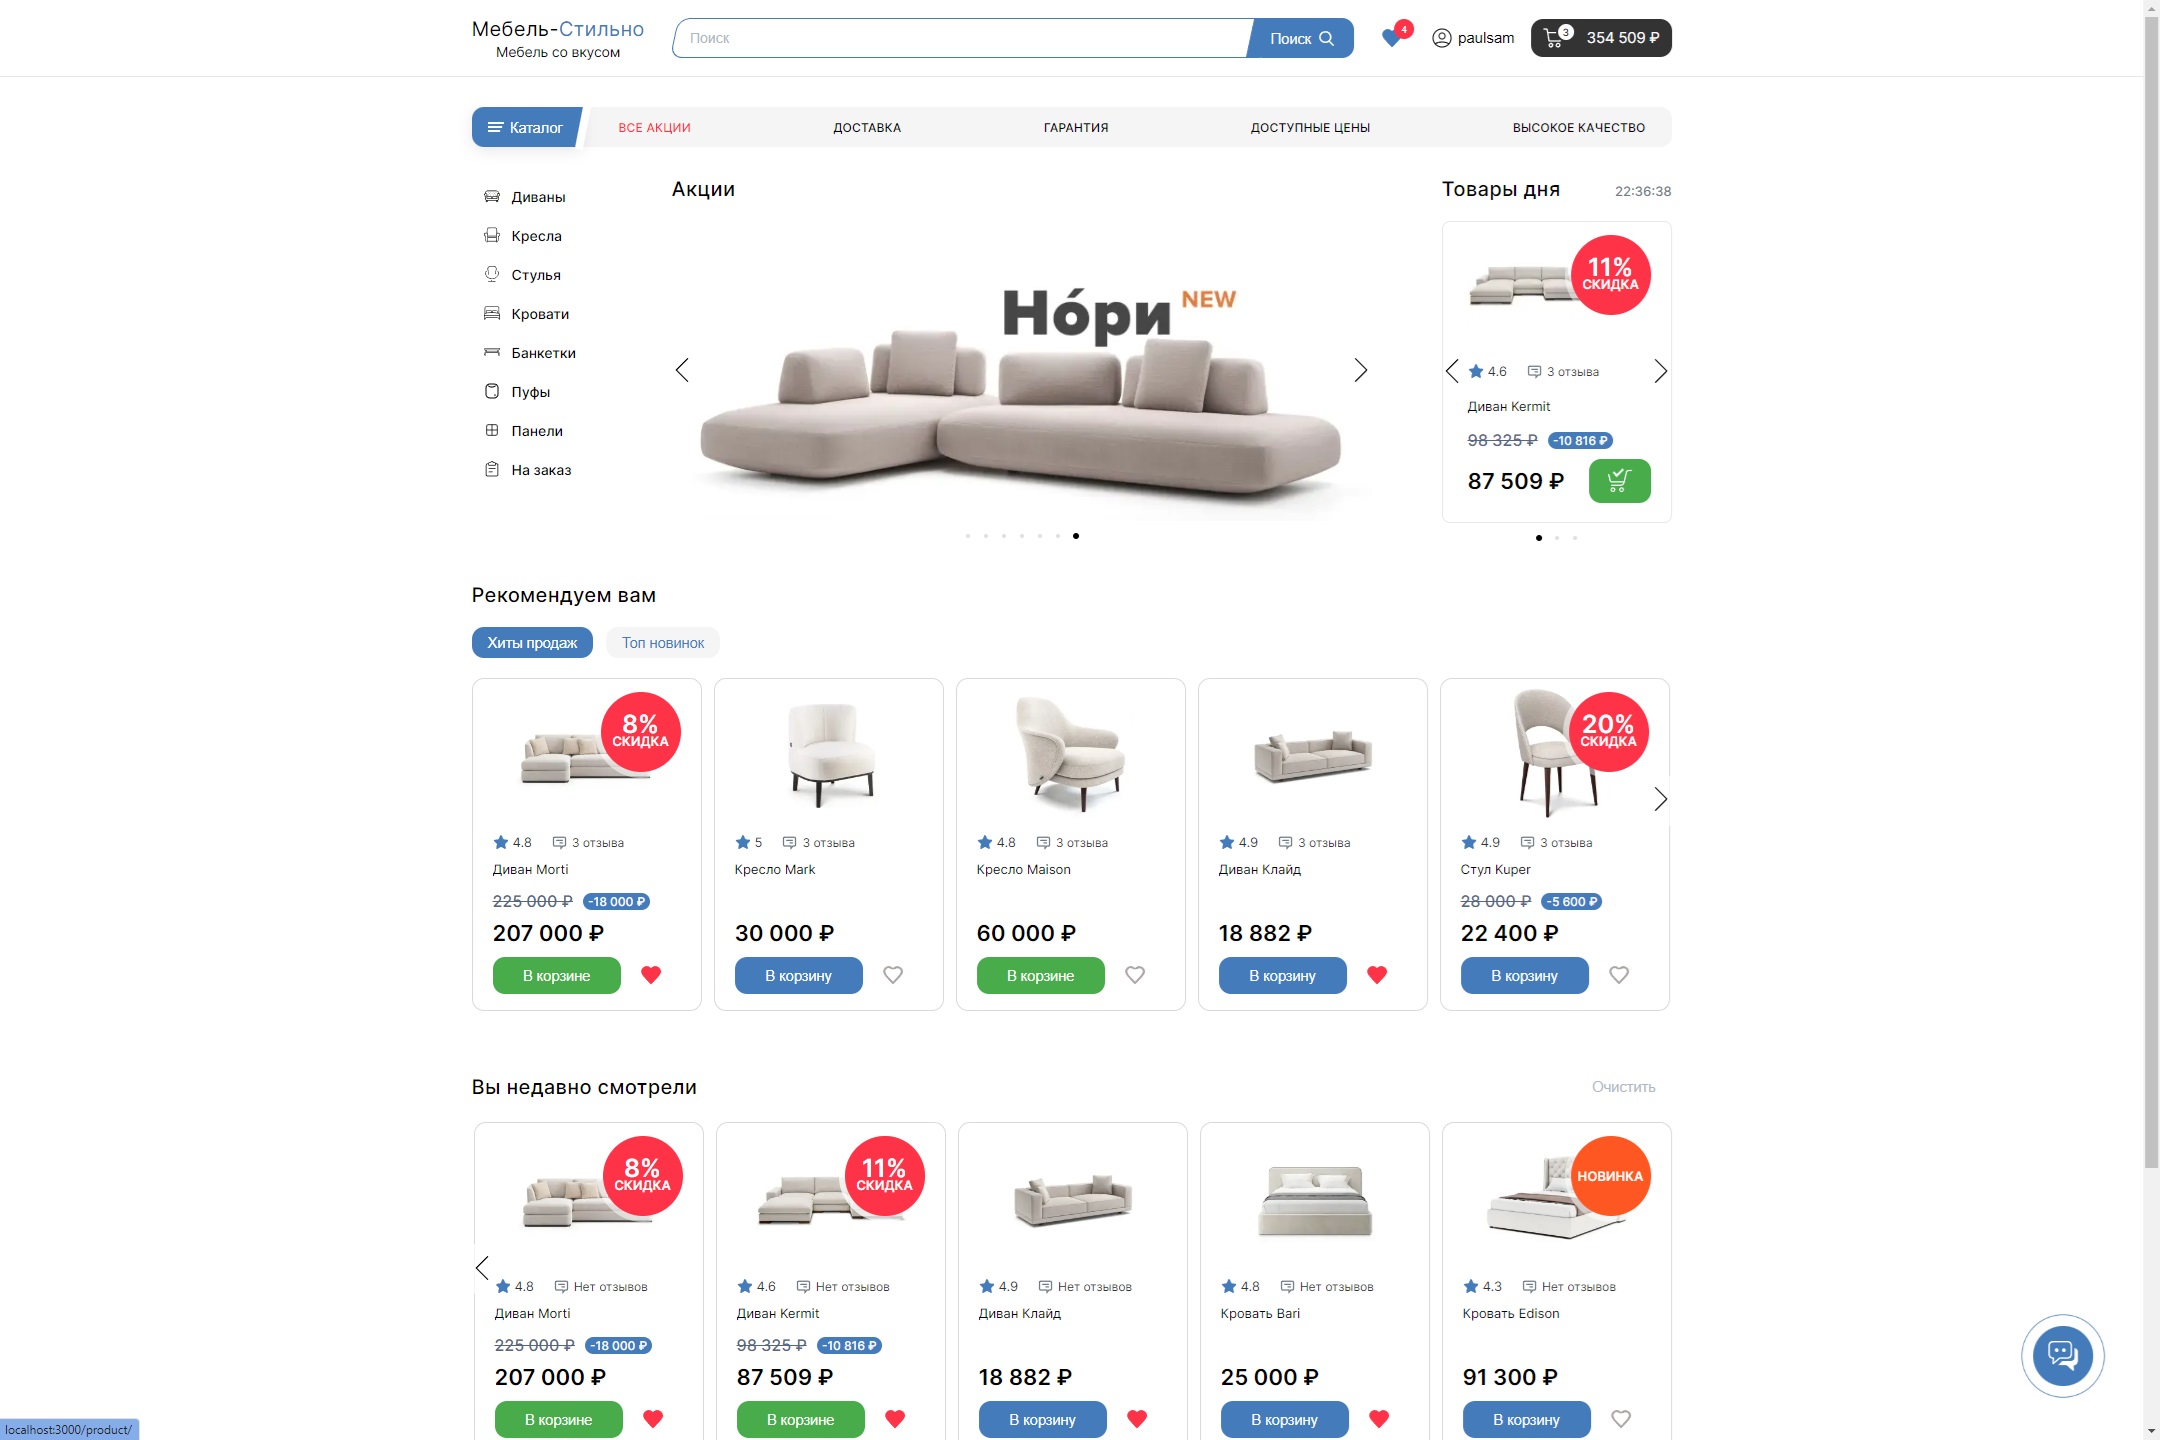 Мебель-Стильно
Мебель со вкусом
Поиск
Поиск
4
paulsam
3
354 509 ₽
Каталог
ВСЕ АКЦИИ
ДОСТАВКА
ГАРАНТИЯ
ДОСТУПНЫЕ ЦЕНЫ
ВЫСОКОЕ КАЧЕСТВО
Диваны
Кресла
Стулья
Кровати
Банкетки
Пуфы
Панели
На заказ
Акции
Но́ри NEW
Товары дня
22:36:38
11%
СКИДКА
4.6
3 отзыва
Диван Kermit
98 325 ₽
-10 816 ₽
87 509 ₽
Рекомендуем вам
Хиты продаж
Топ новинок
8%
СКИДКА
4.8
3 отзыва
Диван Morti
225 000 ₽
-18 000 ₽
207 000 ₽
В корзине
5
3 отзыва
Кресло Mark
30 000 ₽
В корзину
4.8
3 отзыва
Кресло Maison
60 000 ₽
В корзине
4.9
3 отзыва
Диван Клайд
18 882 ₽
В корзину
20%
СКИДКА
4.9
3 отзыва
Стул Kuper
28 000 ₽
-5 600 ₽
22 400 ₽
В корзину
Вы недавно смотрели
Очистить
8%
СКИДКА
4.8
Нет отзывов
Диван Morti
225 000 ₽
-18 000 ₽
207 000 ₽
В корзине
11%
СКИДКА
4.6
Нет отзывов
Диван Kermit
98 325 ₽
-10 816 ₽
87 509 ₽
В корзине
4.9
Нет отзывов
Диван Клайд
18 882 ₽
В корзину
4.8
Нет отзывов
Кровать Bari
25 000 ₽
В корзину
НОВИНКА
4.3
Нет отзывов
Кровать Edison
91 300 ₽
В корзину
localhost:3000/product/